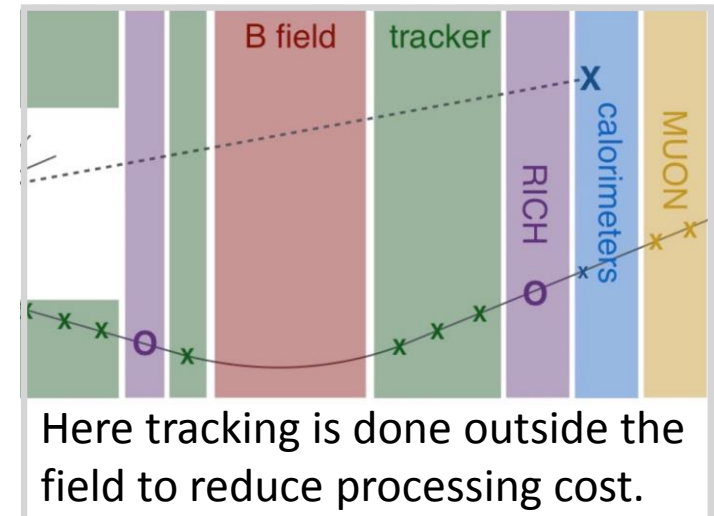 B field
tracker
X
RICH
calorimeters
MUON
x
x
x
x
O
x
x
O
x
x
x
x
x
x
Here tracking is done outside the
field to reduce processing cost.